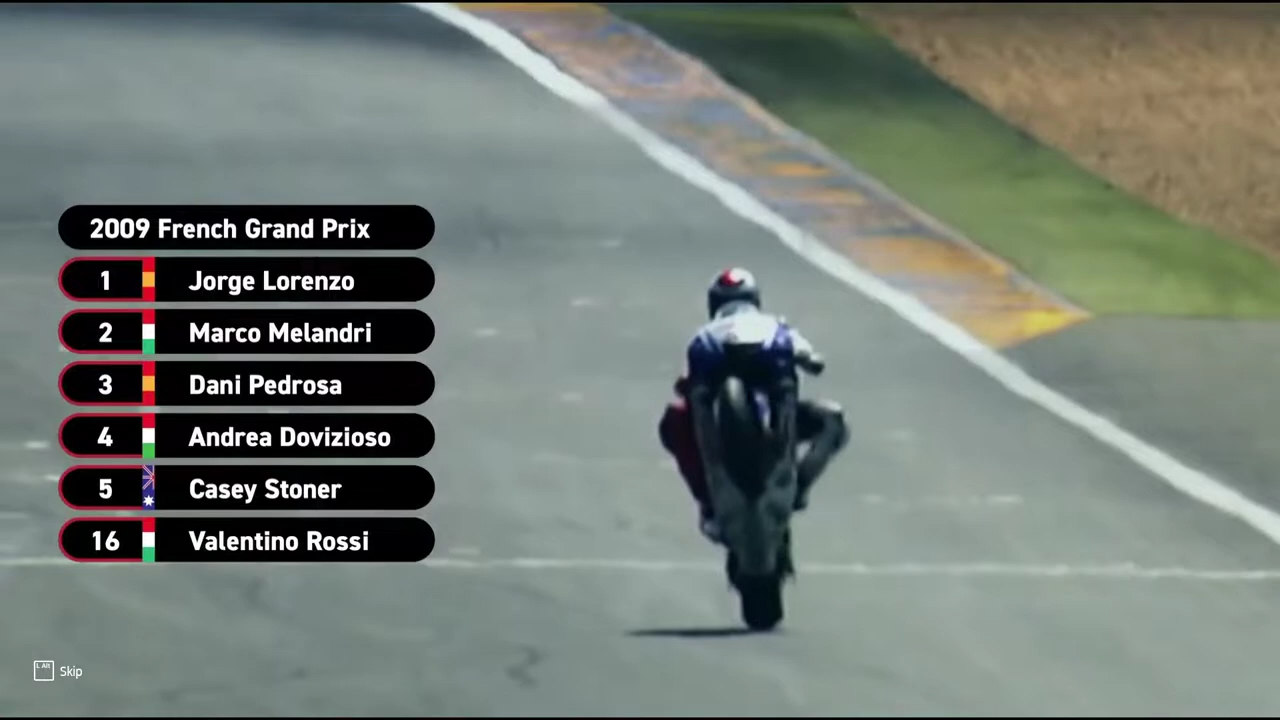 2009 French Grand Prix
1 Jorge Lorenzo
2 Marco Melandri
3 Dani Pedrosa
4 Andrea Dovizioso
5 Casey Stoner
16 Valentino Rossi
L Alt Skip